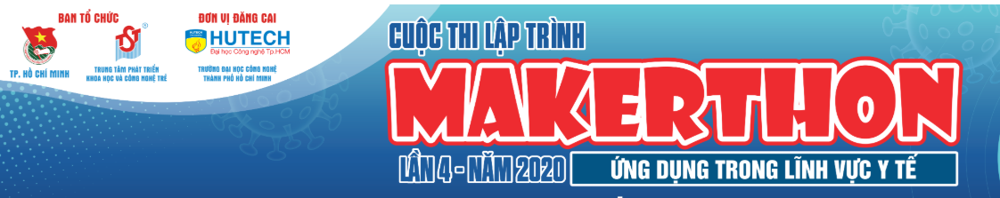 BAN TỔ CHỨC
TP. HỒ CHÍ MINH
TST
TRUNG TÂM PHÁT TRIỂN
KHOA HỌC VÀ CÔNG NGHỆ TRẺ
ĐƠN VỊ ĐĂNG CAI
HUTECH
Đại học Công nghệ Tp.HCM
TRƯỜNG ĐẠI HỌC CÔNG NGHỆ
THÀNH PHỐ HỒ CHÍ MINH
CUỘC THI LẬP TRÌNH
MAKERTHON
LẦN 4 - NĂM 2020
ỨNG DỤNG TRONG LĨNH VỰC Y TẾ